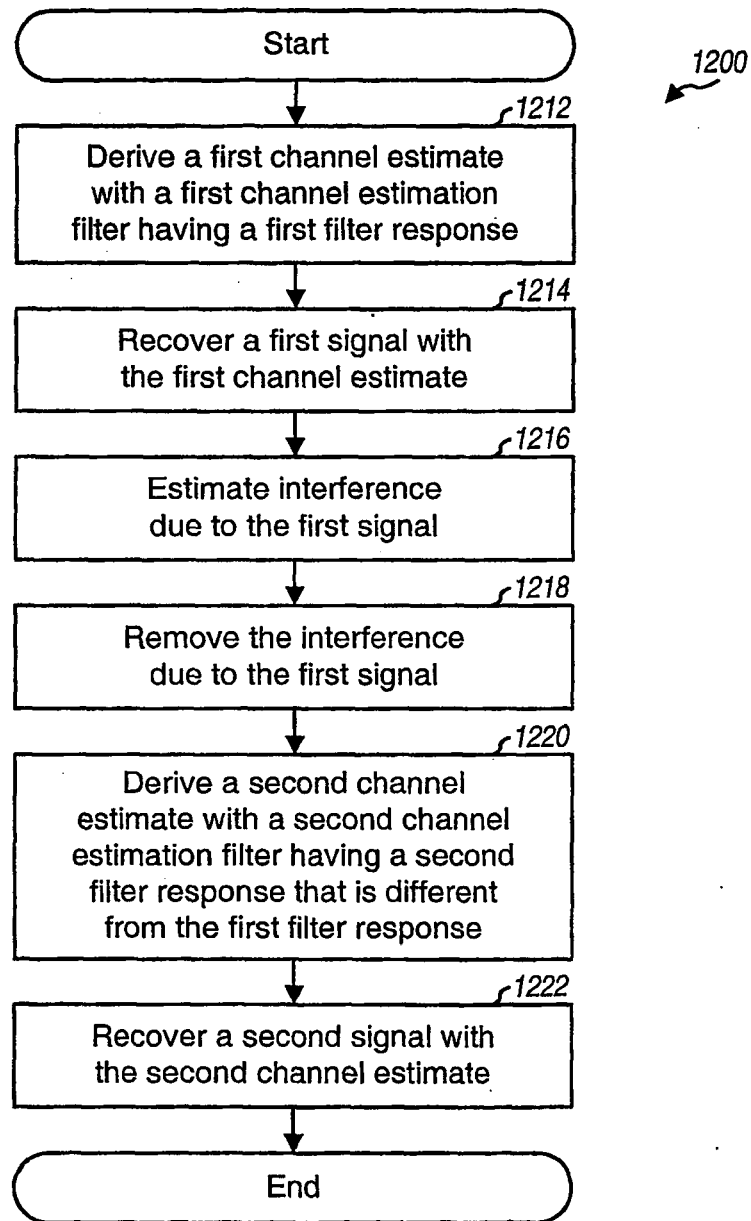 Start
1200
1212
Derive a first channel estimate
with a first channel estimation
filter having a first filter response
1214
Recover a first signal with
the first channel estimate
1216
Estimate interference
due to the first signal
1218
Remove the interference
due to the first signal
1220
Derive a second channel
estimate with a second channel
estimation filter having a second
filter response that is different
from the first filter response
1222
Recover a second signal with
the second channel estimate
End